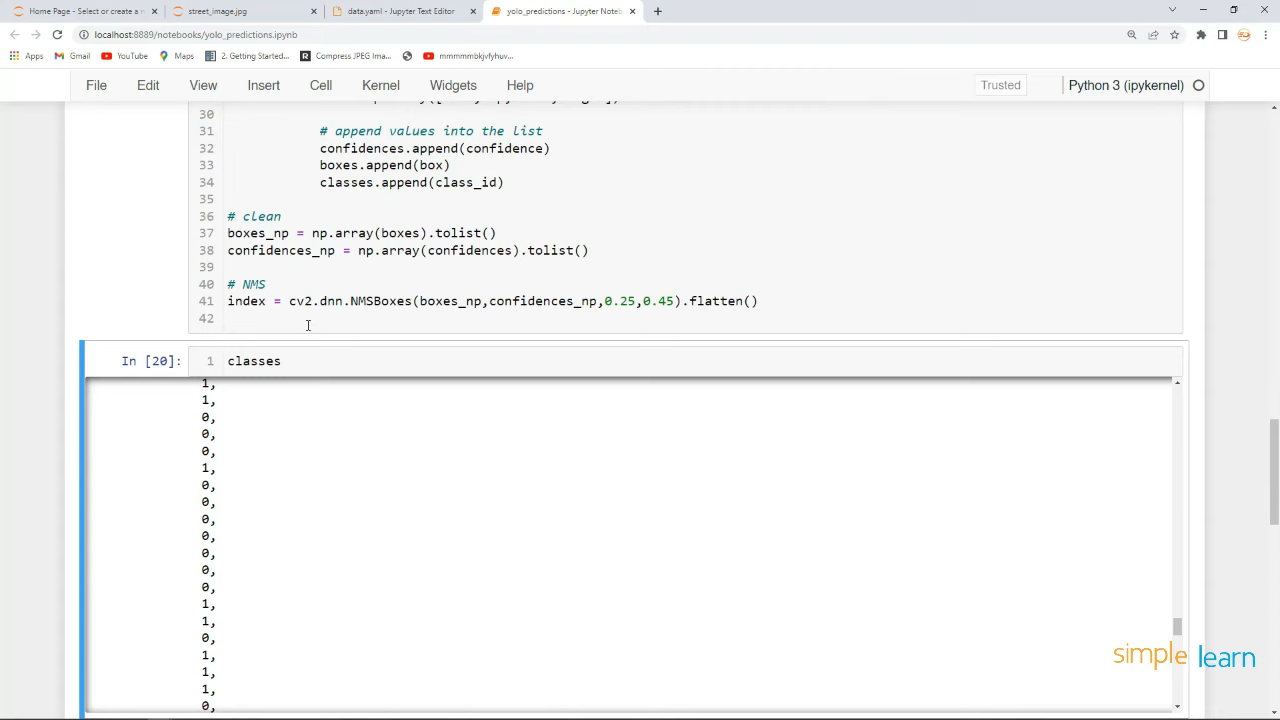 Home Page - Select or create a n
street_image.jpg
data.yaml - Jupyter Text Editor
yolo_predictions - Jupyter Noteb
localhost:8889/notebooks/yolo_predictions.ipynb
Apps
Gmail
YouTube
Maps
2. Getting Started...
Compress JPEG Ima...
mmmmmbkjvfyhuv...
File
Edit
View
Insert
Cell
Kernel
Widgets
Help
Trusted
Python 3 (ipykernel)
30
31 # append values into the list
32 confidences.append(confidence)
33 boxes.append(box)
34 classes.append(class_id)
35
36 # clean
37 boxes_np = np.array(boxes).tolist()
38 confidences_np = np.array(confidences).tolist()
39
40 # NMS
41 index = cv2.dnn.NMSBoxes(boxes_np,confidences_np,0.25,0.45).flatten()
42
In [20]: 1 classes
1,
1,
0,
0,
0,
1,
0,
0,
0,
0,
0,
0,
0,
1,
1,
0,
1,
1,
1,
0,
simplelearn